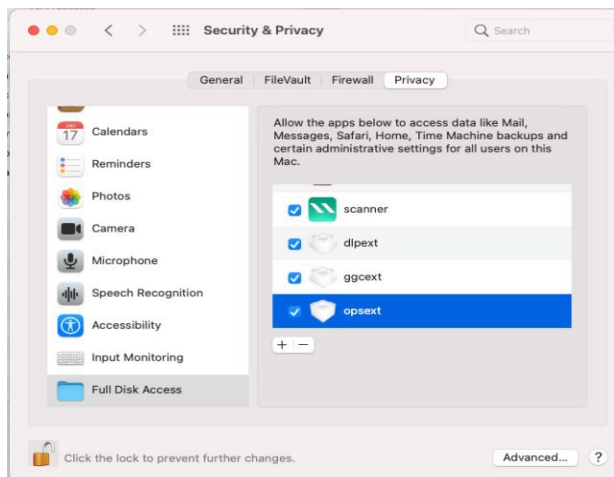 Security & Privacy
Search
General
FileVault
Firewall
Privacy
JUL
17
Calendars
Reminders
Photos
Camera
Microphone
Speech Recognition
Accessibility
Input Monitoring
Full Disk Access
Allow the apps below to access data like Mail,
Messages, Safari, Home, Time Machine backups and
certain administrative settings for all users on this
Mac.
scanner
dlpext
ggcext
opsext
+ −
Click the lock to prevent further changes.
Advanced...
?